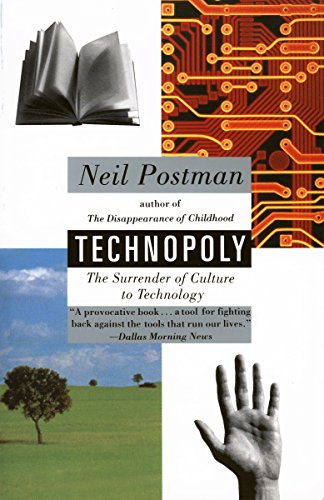 Neil Postman
author of
The Disappearance of Childhood
TECHNOPOLY
The Surrender of Culture
to Technology
"A provocative book . . . a tool for fighting
back against the tools that run our lives."
—Dallas Morning News